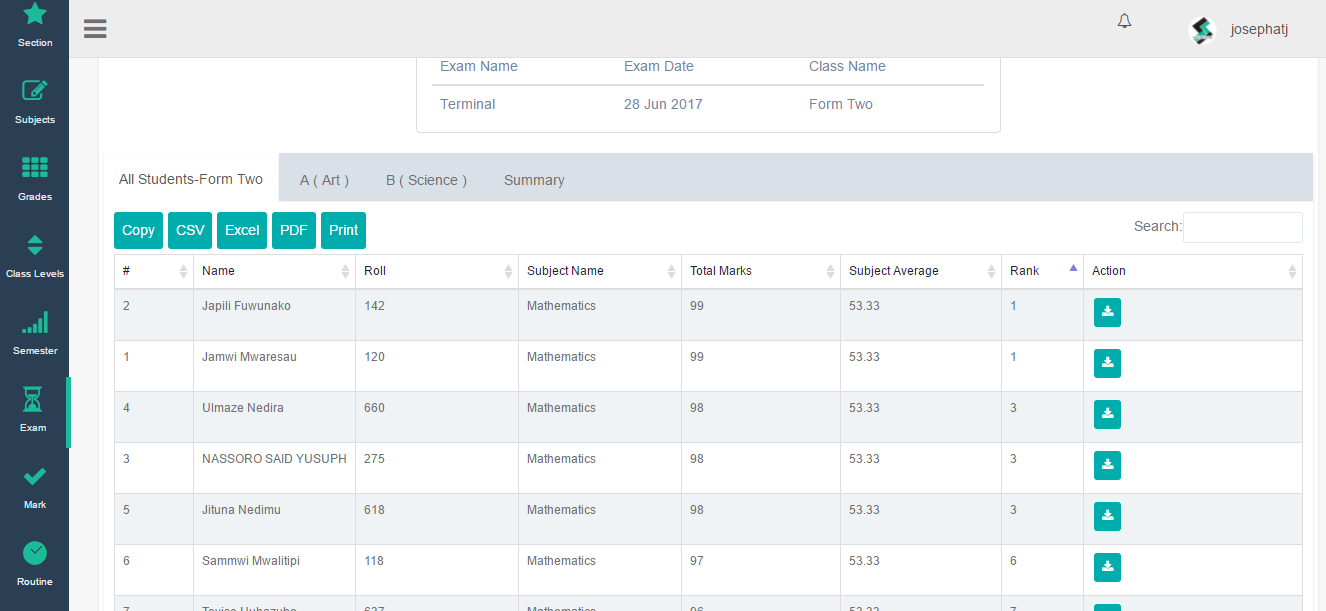 Section
Subjects
Grades
Class Levels
Semester
Exam
Mark
Routine
josephatj
Exam Name Exam Date Class Name
Terminal 28 Jun 2017 Form Two
All Students-Form Two A ( Art ) B ( Science ) Summary
Copy CSV Excel PDF Print Search:
# Name Roll Subject Name Total Marks Subject Average Rank Action
2 Japili Fuwunako 142 Mathematics 99 53.33 1
1 Jamwi Mwaresau 120 Mathematics 99 53.33 1
4 Ulmaze Nedira 660 Mathematics 98 53.33 3
3 NASSORO SAID YUSUPH 275 Mathematics 98 53.33 3
5 Jituna Nedimu 618 Mathematics 98 53.33 3
6 Sammwi Mwalitipi 118 Mathematics 97 53.33 6
Mathematics 96 53.33 7